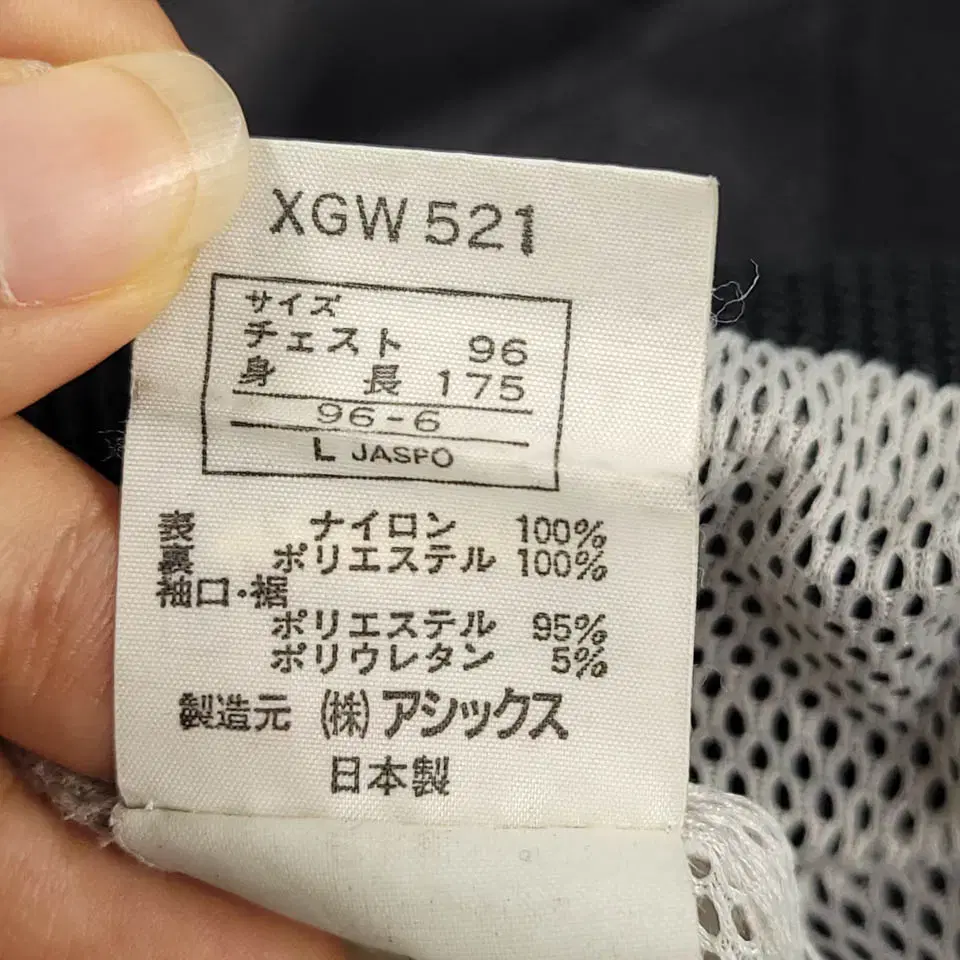 XGW 521
サイズ
チェスト 96
身長 175
96-6
L JASPO
表 ナイロン 100%
裏 ポリエステル 100%
袖口・裾
ポリエステル 95%
ポリウレタン 5%
製造元 (株)アシックス
日本製